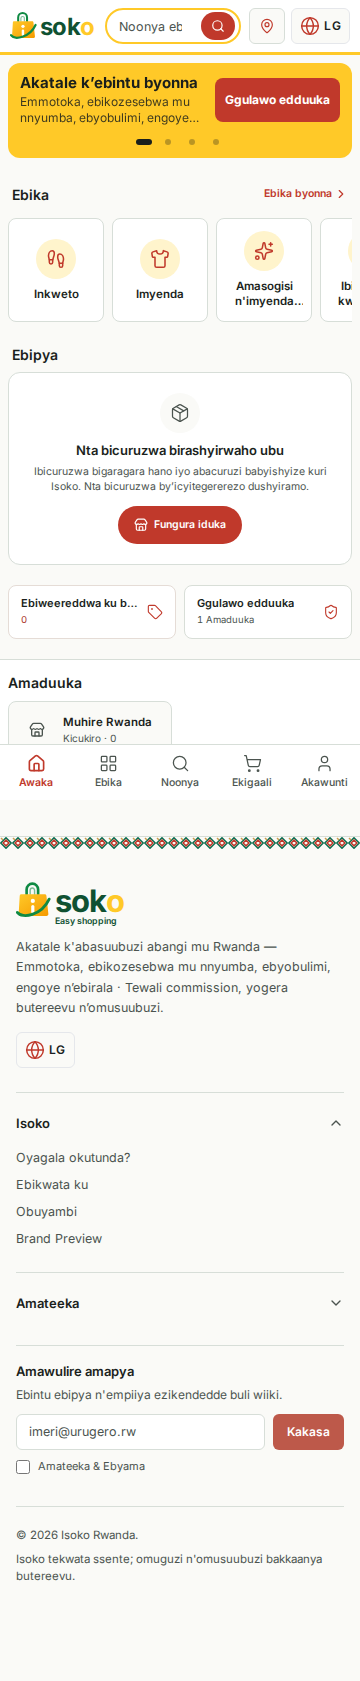 soko
Noonya eb
LG
Akatale k’ebintu byonna
Emmotoka, ebikozesebwa mu
nnyumba, ebyobulimi, engoye...
Ggulawo edduuka
Ebika
Ebika byonna
Inkweto
Imyenda
Amasogisi
n'imyenda...
Ebipya
Nta bicuruzwa birashyirwaho ubu
Ibicuruzwa bigaragara hano iyo abacuruzi babyishyize kuri
Isoko. Nta bicuruzwa by’icyitegererezo dushyiramo.
Fungura iduka
Ebiweereddwa ku b...
0
Ggulawo edduuka
1 Amaduuka
Amaduuka
Muhire Rwanda
Kicukiro · 0
Awaka
Ebika
Noonya
Ekigaali
Akawunti
soko
Easy shopping
Akatale k'abasuubuzi abangi mu Rwanda —
Emmotoka, ebikozesebwa mu nnyumba, ebyobulimi,
engoye n’ebirala · Tewali commission, yogera
butereevu n’omusuubuzi.
LG
Isoko
Oyagala okutunda?
Ebikwata ku
Obuyambi
Brand Preview
Amateeka
Amawulire amapya
Ebintu ebipya n'empiiya ezikendedde buli wiiki.
imeri@urugero.rw
Kakasa
Amateeka & Ebyama
© 2026 Isoko Rwanda.
Isoko tekwata ssente; omuguzi n'omusuubuzi bakkaanya
butereevu.